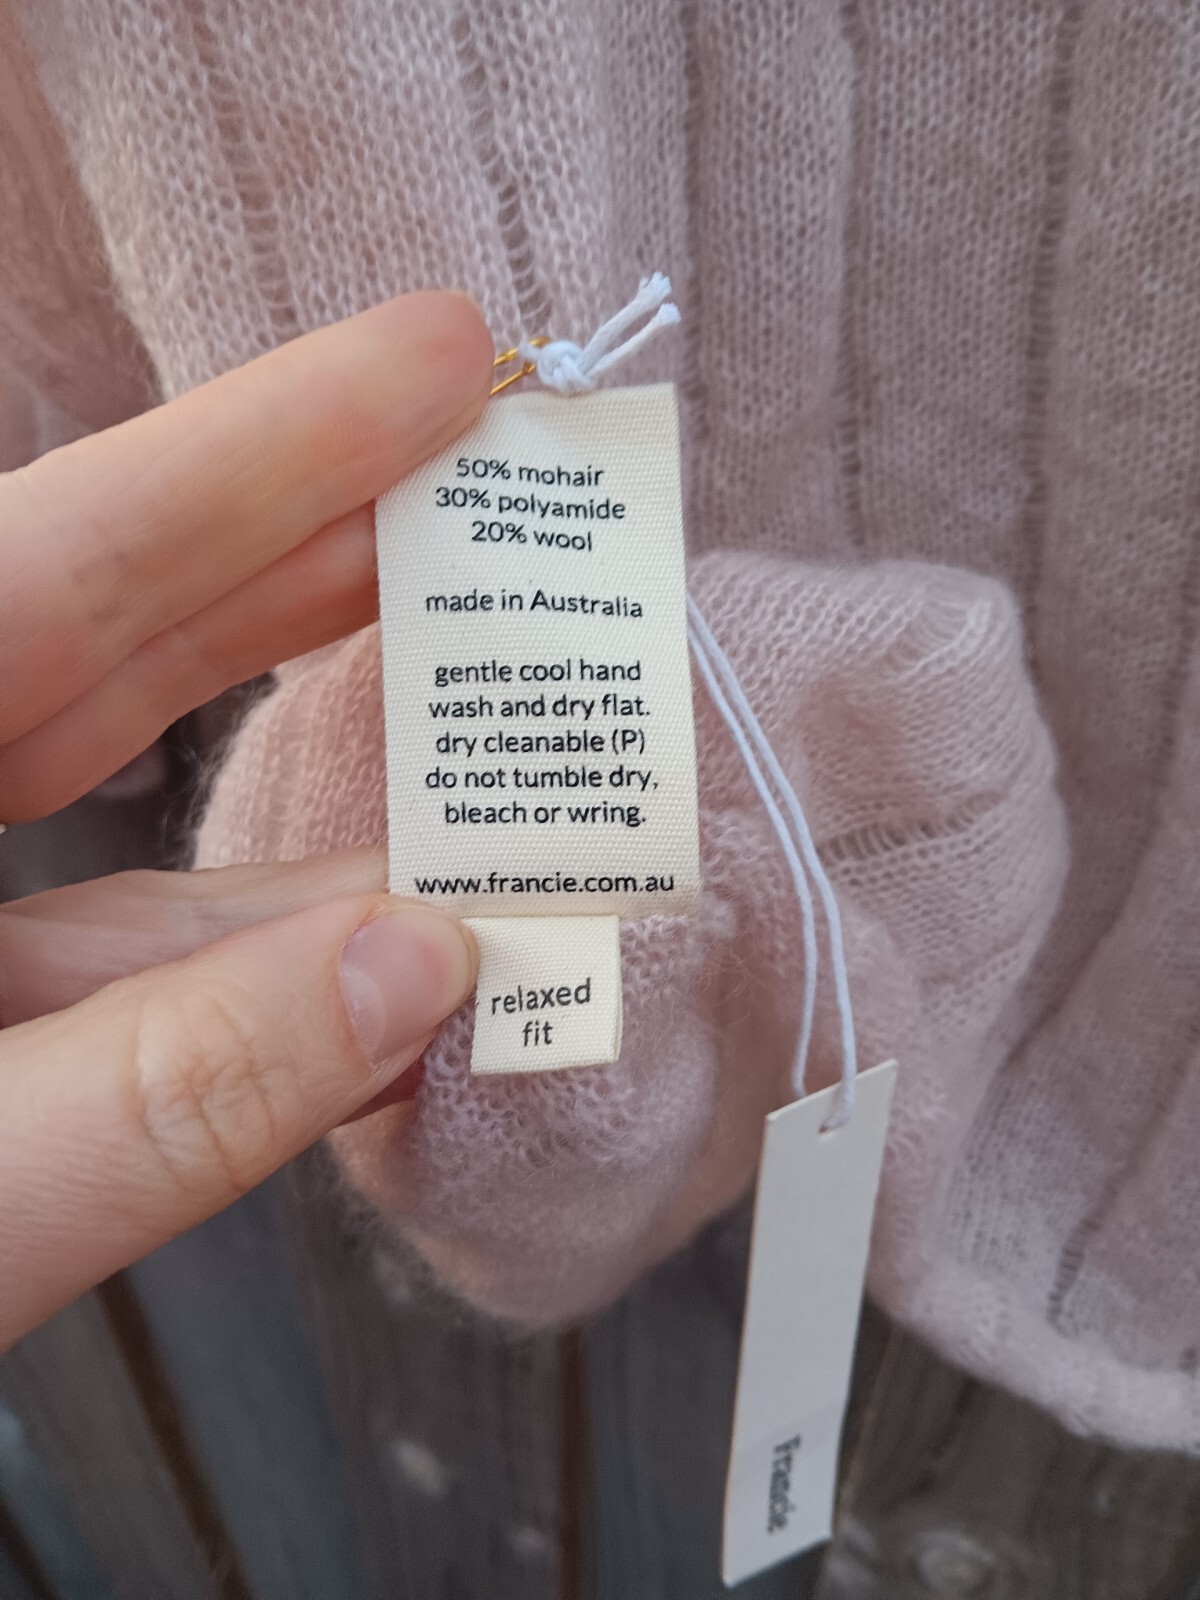 50% mohair
30% polyamide
20% wool
made in Australia
gentle cool hand
wash and dry flat.
dry cleanable (P)
do not tumble dry,
bleach or wring.
www.francie.com.au
relaxed
fit
Francie